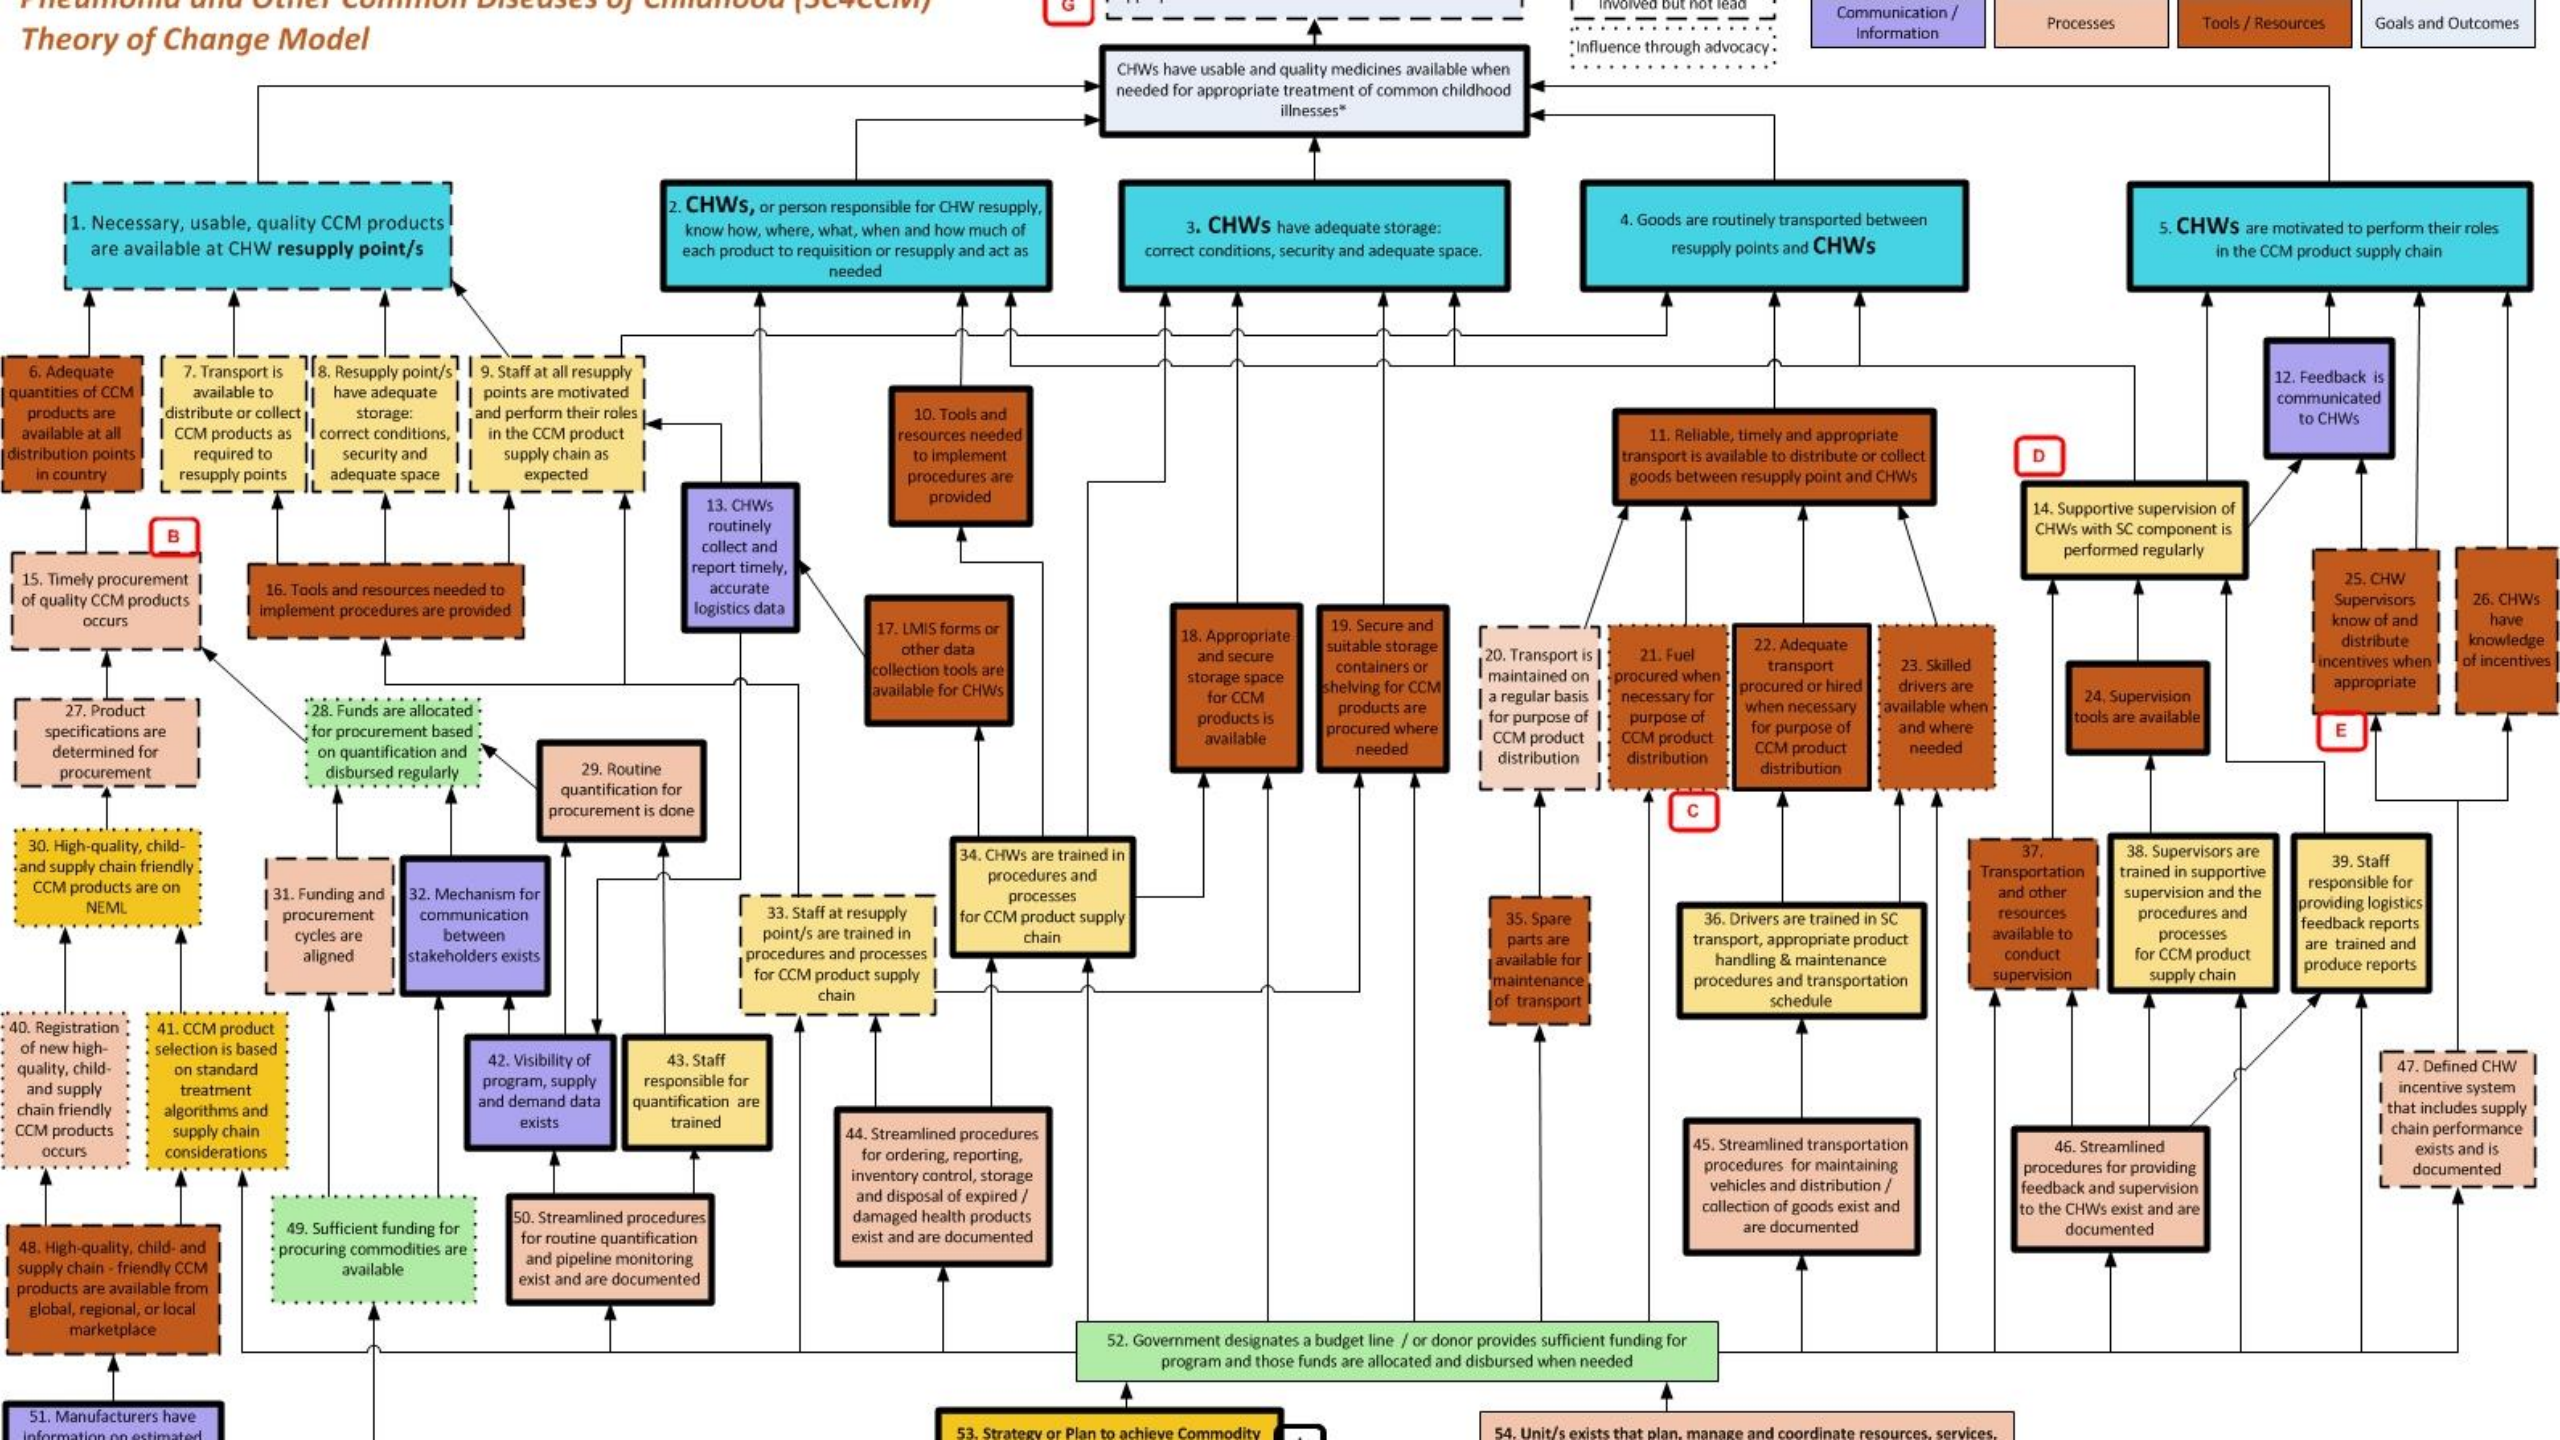 Pneumonia and Other Common Diseases of Childhood (SC4CCM)
Theory of Change Model
G
involved but not lead
Influence through advocacy
Communication /
Information
Processes
Tools / Resources
Goals and Outcomes
CHWs have usable and quality medicines available when
needed for appropriate treatment of common childhood
illnesses*
1. Necessary, usable, quality CCM products
are available at CHW resupply point/s
2. CHWs, or person responsible for CHW resupply,
know how, where, what, when and how much of
each product to requisition or resupply and act as
needed
3. CHWs have adequate storage:
correct conditions, security and adequate space.
4. Goods are routinely transported between
resupply points and CHWs
5. CHWs are motivated to perform their roles
in the CCM product supply chain
6. Adequate
quantities of CCM
products are
available at all
distribution points
in country
7. Transport is
available to
distribute or collect
CCM products as
required to
resupply points
8. Resupply point/s
have adequate
storage:
correct conditions,
security and
adequate space
9. Staff at all resupply
points are motivated
and perform their roles
in the CCM product
supply chain as
expected
10. Tools and
resources needed
to implement
procedures are
provided
11. Reliable, timely and appropriate
transport is available to distribute or collect
goods between resupply point and CHWs
12. Feedback is
communicated
to CHWs
13. CHWs
routinely
collect and
report timely,
accurate
logistics data
D
14. Supportive supervision of
CHWs with SC component is
performed regularly
B
15. Timely procurement
of quality CCM products
occurs
16. Tools and resources needed to
implement procedures are provided
17. LMIS forms or
other data
collection tools are
available for CHWs
18. Appropriate
and secure
storage space
for CCM
products is
available
19. Secure and
suitable storage
containers or
shelving for CCM
products are
procured where
needed
20. Transport is
maintained on
a regular basis
for purpose of
CCM product
distribution
21. Fuel
procured when
necessary for
purpose of
CCM product
distribution
C
22. Adequate
transport
procured or hired
when necessary
for purpose of
CCM product
distribution
23. Skilled
drivers are
available when
and where
needed
24. Supervision
tools are available
25. CHW
Supervisors
know of and
distribute
incentives when
appropriate
E
26. CHWs
have
knowledge
of incentives
27. Product
specifications are
determined for
procurement
28. Funds are allocated
for procurement based
on quantification and
disbursed regularly
29. Routine
quantification for
procurement is done
30. High-quality, child-
and supply chain friendly
CCM products are on
NEML
31. Funding and
procurement
cycles are
aligned
32. Mechanism for
communication
between
stakeholders exists
33. Staff at resupply
point/s are trained in
procedures and processes
for CCM product supply
chain
34. CHWs are trained in
procedures and
processes
for CCM product supply
chain
35. Spare
parts are
available for
maintenance
of transport
36. Drivers are trained in SC
transport, appropriate product
handling & maintenance
procedures and transportation
schedule
37.
Transportation
and other
resources
available to
conduct
supervision
38. Supervisors are
trained in supportive
supervision and the
procedures and
processes
for CCM product
supply chain
39. Staff
responsible for
providing logistics
feedback reports
are trained and
produce reports
40. Registration
of new high-
quality, child-
and supply
chain friendly
CCM products
occurs
41. CCM product
selection is based
on standard
treatment
algorithms and
supply chain
considerations
42. Visibility of
program, supply
and demand data
exists
43. Staff
responsible for
quantification are
trained
44. Streamlined procedures
for ordering, reporting,
inventory control, storage
and disposal of expired /
damaged health products
exist and are documented
45. Streamlined transportation
procedures for maintaining
vehicles and distribution /
collection of goods exist and
are documented
46. Streamlined
procedures for providing
feedback and supervision
to the CHWs exist and are
documented
47. Defined CHW
incentive system
that includes supply
chain performance
exists and is
documented
48. High-quality, child- and
supply chain - friendly CCM
products are available from
global, regional, or local
marketplace
49. Sufficient funding for
procuring commodities are
available
50. Streamlined procedures
for routine quantification
and pipeline monitoring
exist and are documented
51. Manufacturers have
information on estimated
52. Government designates a budget line / or donor provides sufficient funding for
program and those funds are allocated and disbursed when needed
53. Strategy or Plan to achieve Commodity
54. Unit/s exists that plan, manage and coordinate resources, services,